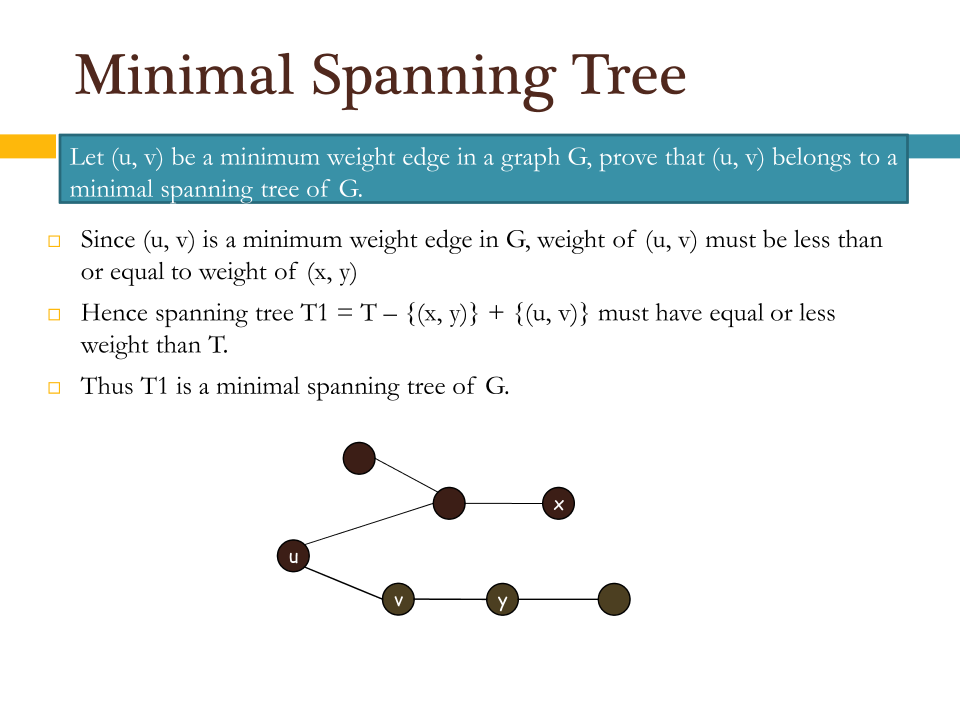 Minimal Spanning Tree
Let (u, v) be a minimum weight edge in a graph G, prove that (u, v) belongs to a
minimal spanning tree of G.
Since (u, v) is a minimum weight edge in G, weight of (u, v) must be less than
or equal to weight of (x, y)
Hence spanning tree T1 = T – {(x, y)} + {(u, v)} must have equal or less
weight than T.
Thus T1 is a minimal spanning tree of G.
x
u
v
y